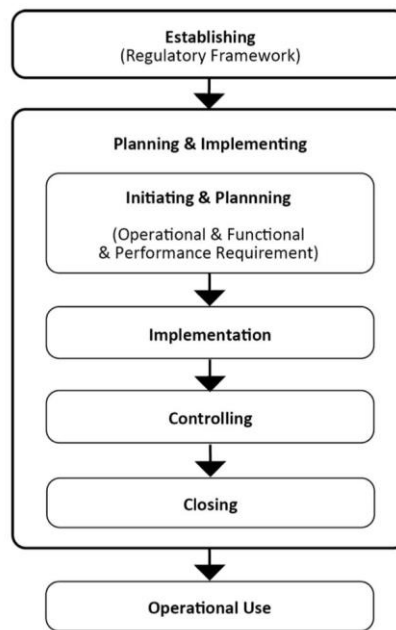 Establishing
(Regulatory Framework)
Planning & Implementing
Initiating & Plannning
(Operational & Functional
& Performance Requirement)
Implementation
Controlling
Closing
Operational Use